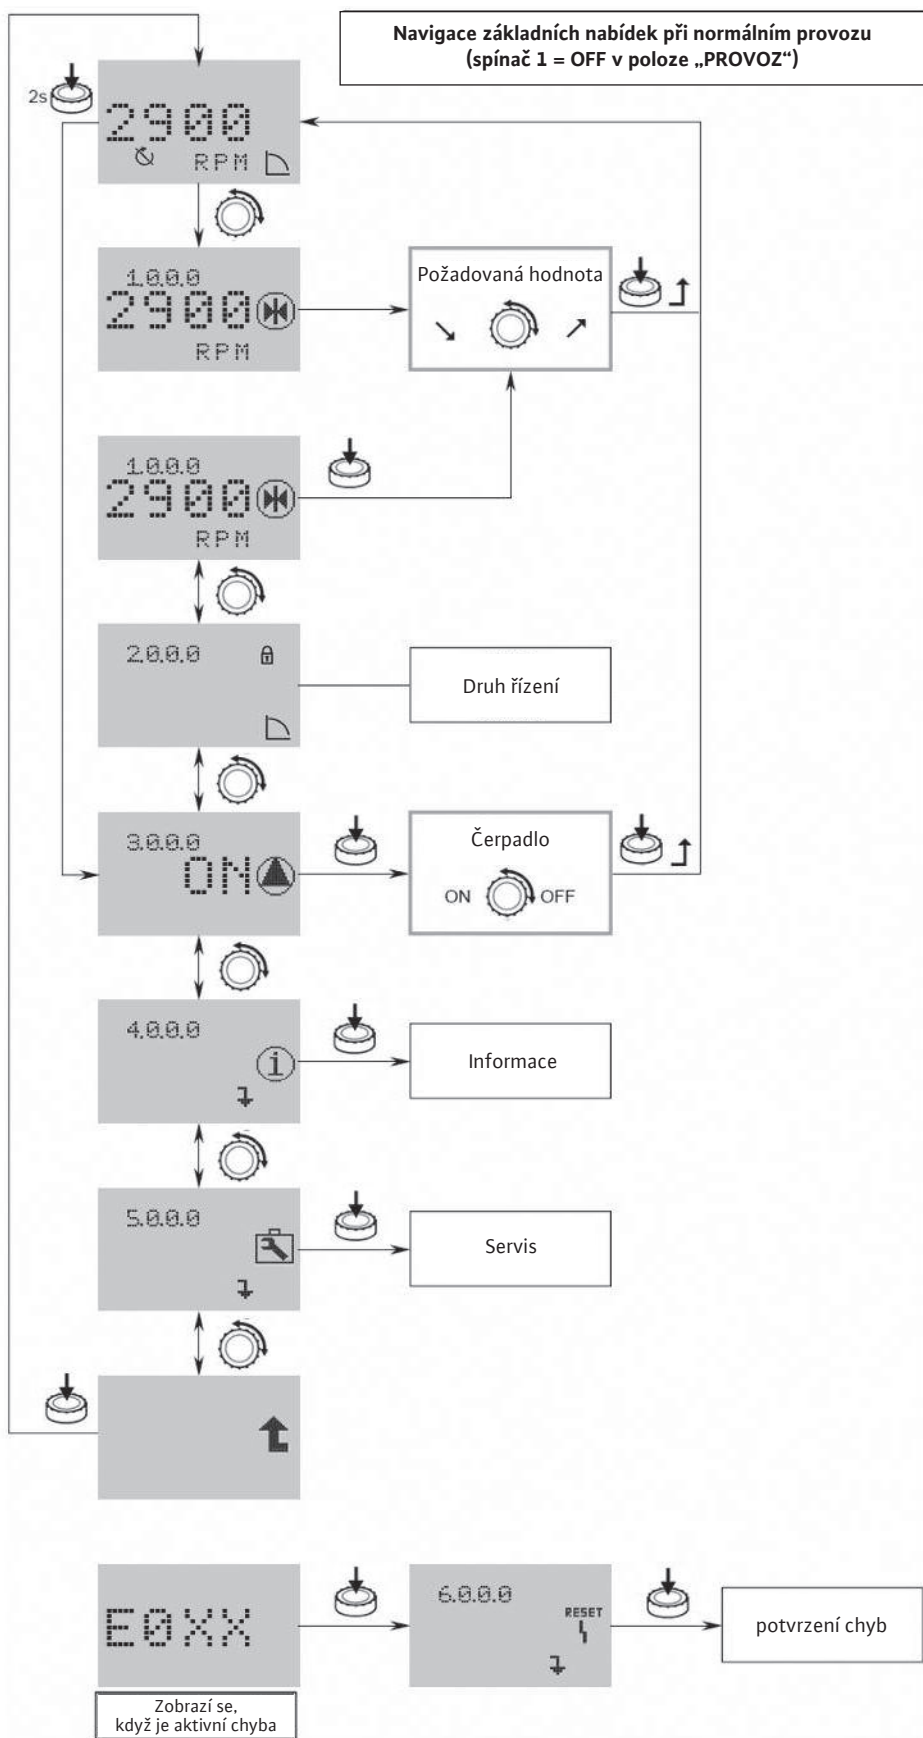 Navigace základních nabídek při normálním provozu
(spínač 1 = OFF v poloze „PROVOZ“)
2s
2900
RPM
1.0.0.0
2900
RPM
Požadovaná hodnota
1.0.0.0
2900
RPM
2.0.0.0
Druh řízení
3.0.0.0
ON
Čerpadlo
ON OFF
4.0.0.0
i
Informace
5.0.0.0
Servis
E0XX
6.0.0.0
RESET
potvrzení chyb
Zobrazí se,
když je aktivní chyba